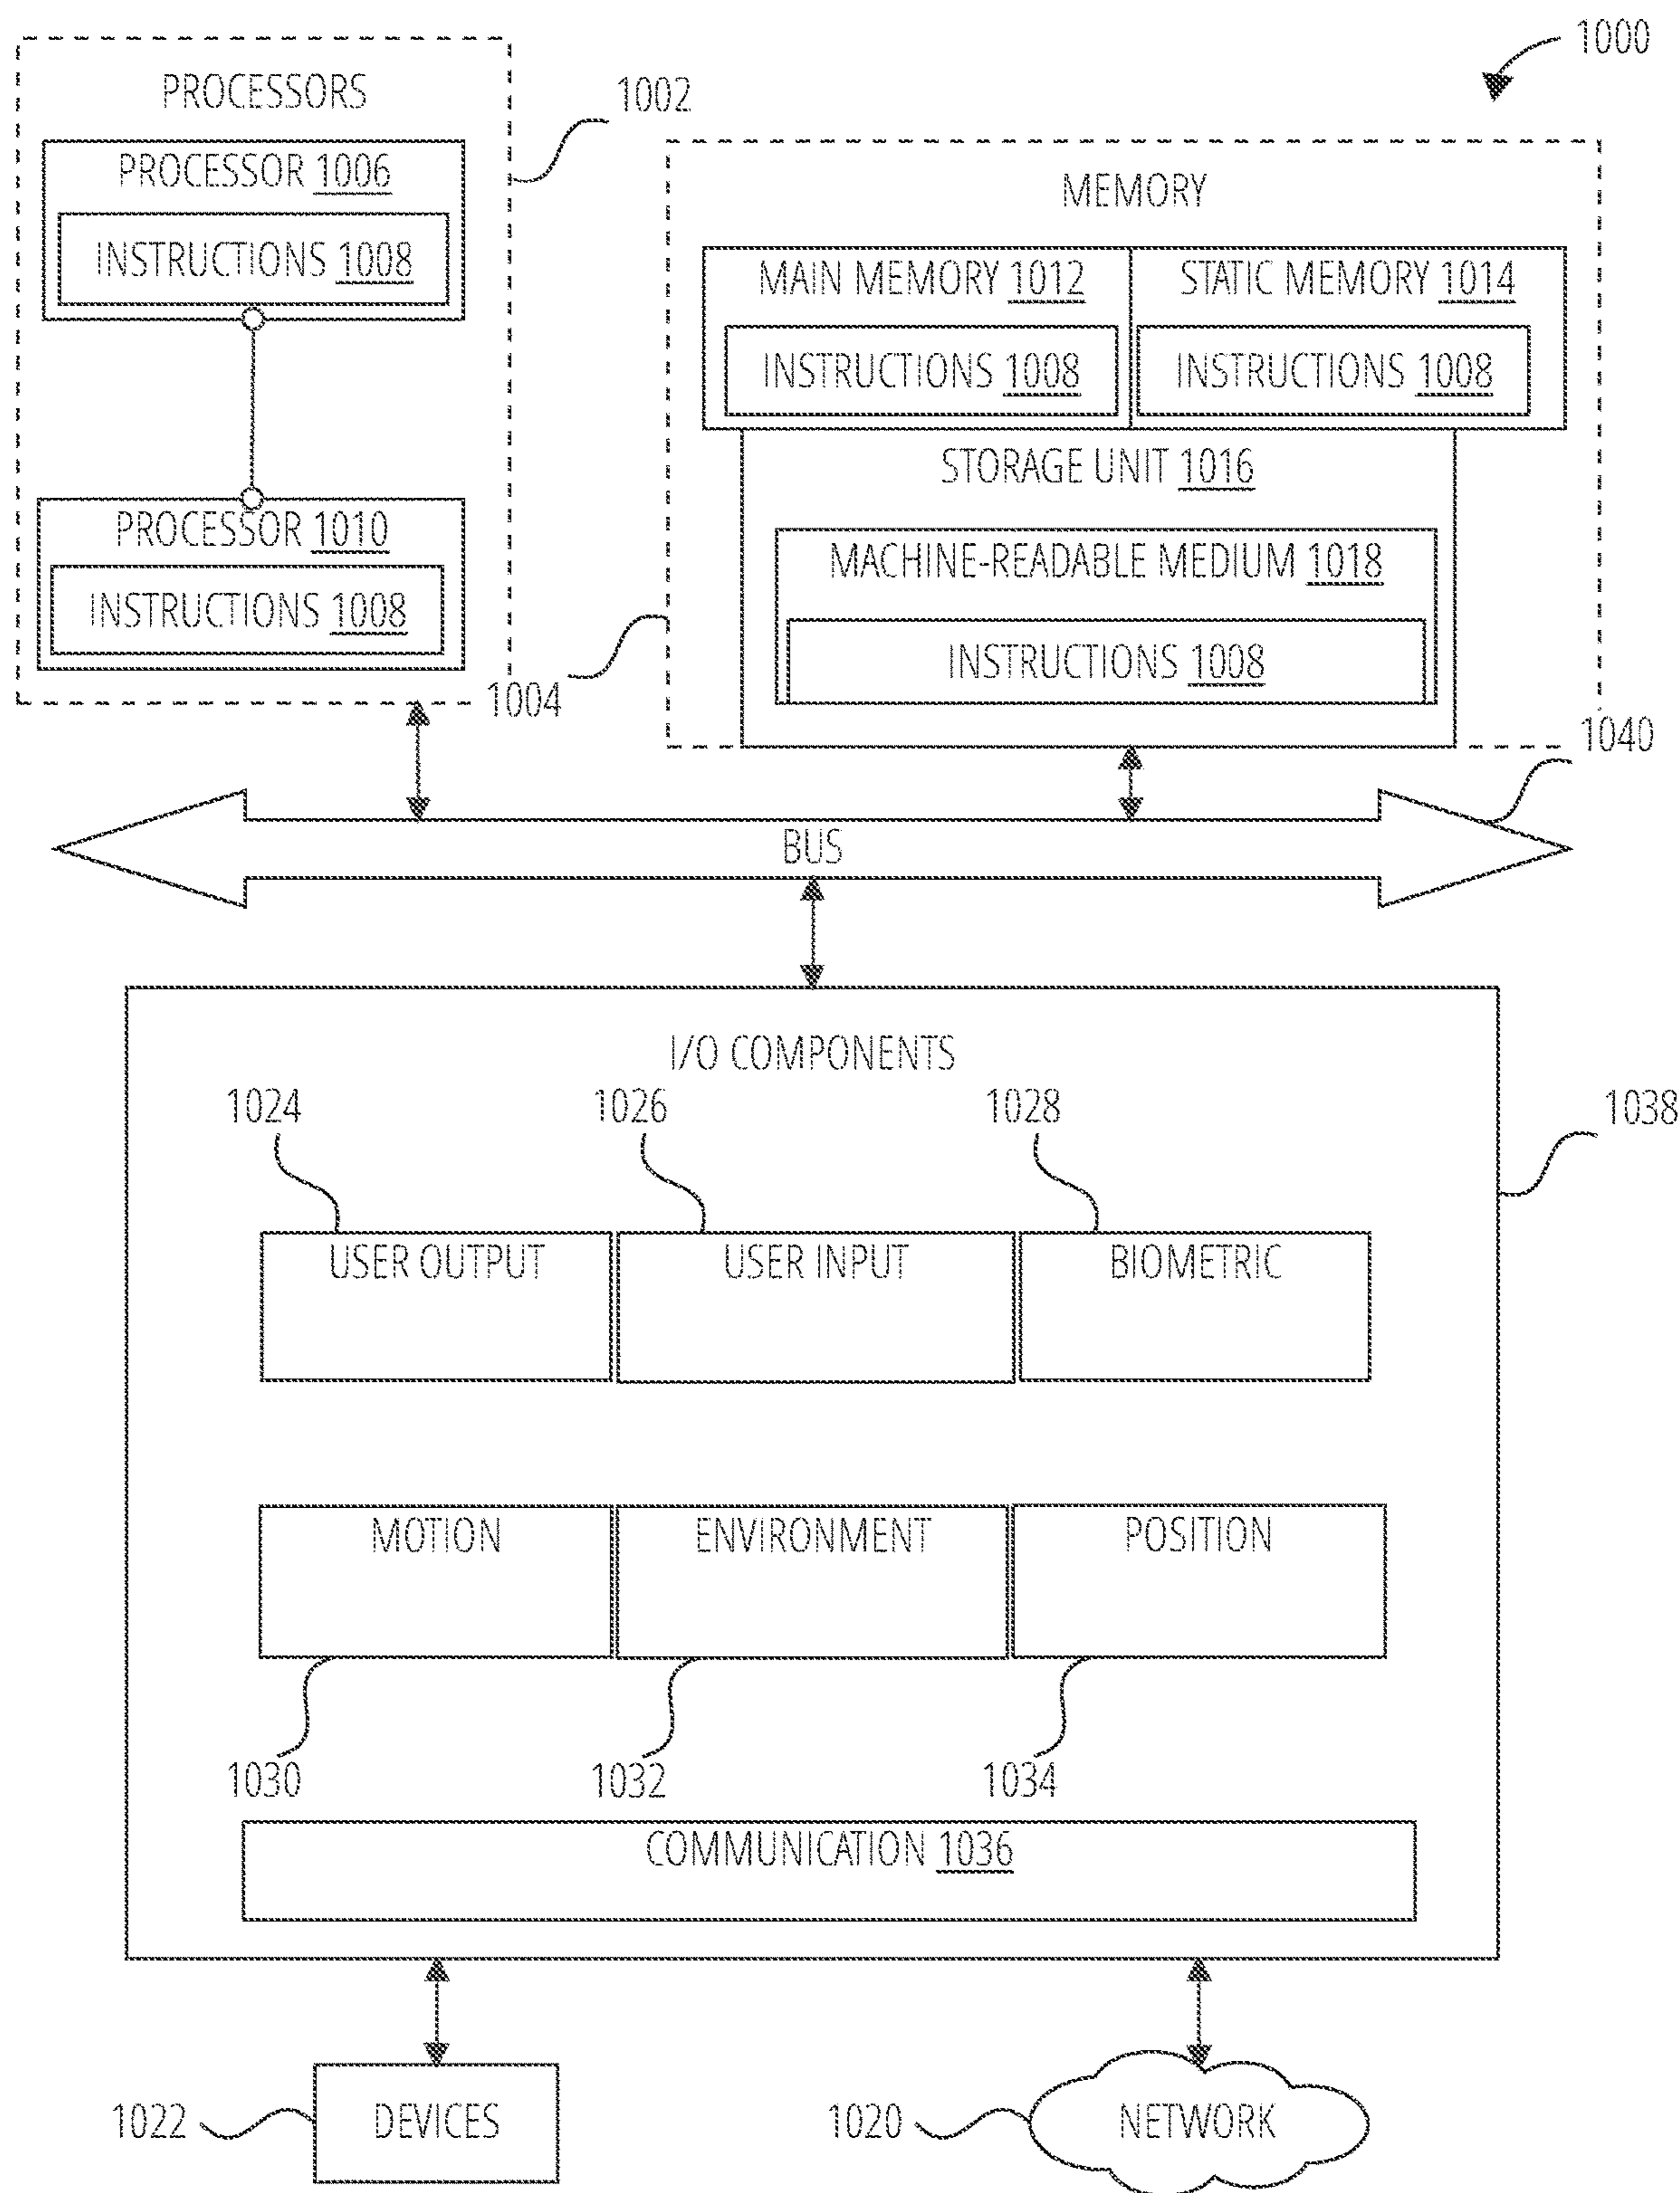 1000
PROCESSORS
1002
PROCESSOR 1006
INSTRUCTIONS 1008
PROCESSOR 1010
INSTRUCTIONS 1008
1004
MEMORY
MAIN MEMORY 1012
STATIC MEMORY 1014
INSTRUCTIONS 1008
INSTRUCTIONS 1008
STORAGE UNIT 1016
MACHINE-READABLE MEDIUM 1018
INSTRUCTIONS 1008
1040
BUS
I/O COMPONENTS
1024
1026
1028
1038
USER OUTPUT
USER INPUT
BIOMETRIC
MOTION
ENVIRONMENT
POSITION
1030
1032
1034
COMMUNICATION 1036
1022
DEVICES
1020
NETWORK